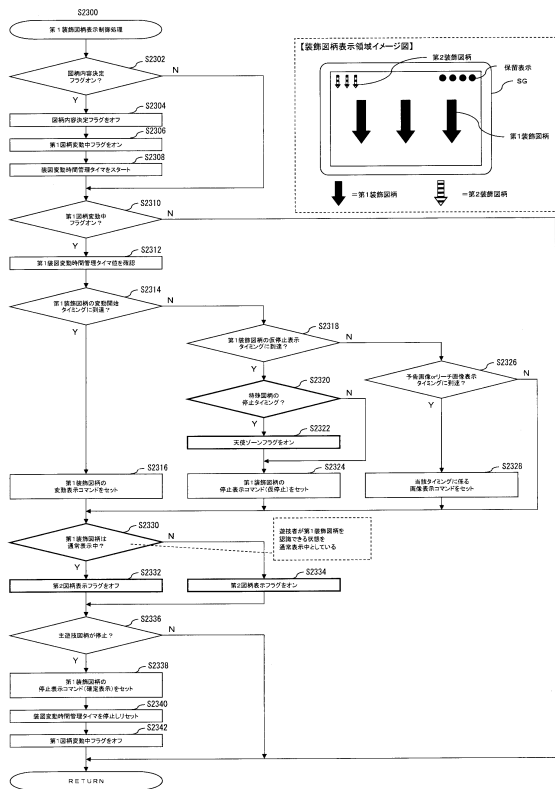 S2300
第1装飾図柄表示制御処理
S2302
図柄内容決定
フラグオン?
N
Y
S2304
図柄内容決定フラグをオフ
S2306
第1図柄変動中フラグをオン
S2308
装図変動時間管理タイマをスタート
【装飾図柄表示領域イメージ図】
第2装飾図柄
保留表示
SG
第1装飾図柄
=第1装飾図柄
=第2装飾図柄
S2310
第1図柄変動中
フラグオン?
N
Y
S2312
第1装図変動時間管理タイマ値を確認
S2314
第1装飾図柄の変動開始
タイミングに到達?
N
Y
S2318
第1装飾図柄の仮停止表示
タイミングに到達?
N
Y
S2320
特殊図柄の
停止タイミング?
N
Y
S2322
天使ゾーンフラグをオン
S2324
第1装飾図柄の
停止表示コマンド(仮停止)をセット
S2326
予告画像orリーチ画像表示
タイミングに到達?
N
Y
S2328
当該タイミングに係る
画像表示コマンドをセット
S2316
第1装飾図柄の
変動表示コマンドをセット
S2330
第1装飾図柄は
通常表示中?
N
Y
遊技者が第1装飾図柄を
認識できる状態を
通常表示中としている
S2332
第2図柄表示フラグをオフ
S2334
第2図柄表示フラグをオン
S2336
主遊技図柄が停止?
N
Y
S2338
第1装飾図柄の
停止表示コマンド(確定表示)をセット
S2340
装図変動時間管理タイマを停止しリセット
S2342
第1図柄変動中フラグをオフ
RETURN